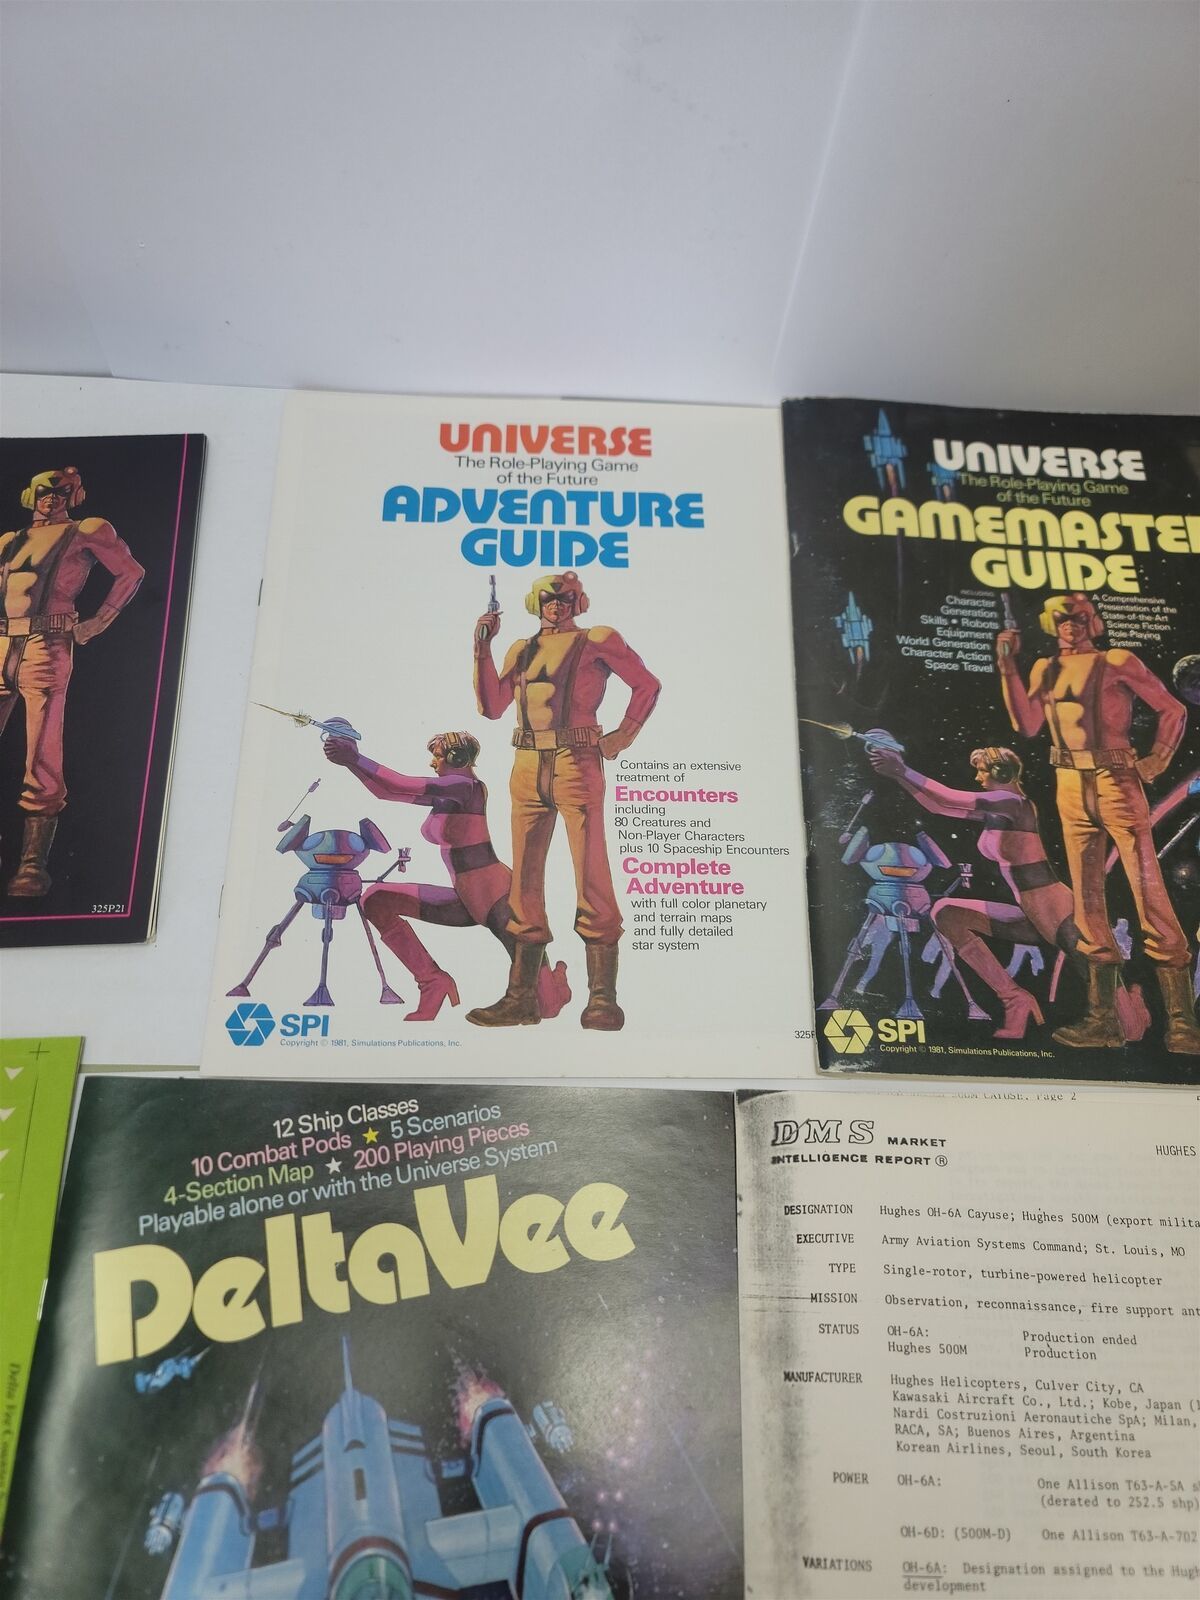 325P21
UNIVERSE
The Role-Playing Game
of the Future
ADVENTURE
GUIDE
Contains an extensive
treatment of
Encounters
including
80 Creatures and
Non-Player Characters
plus 10 Spaceship Encounters
Complete
Adventure
with full color planetary
and terrain maps
and fully detailed
star system
SPI
Copyright © 1981, Simulations Publications, Inc.
325P
UNIVERSE
The Role-Playing Game
of the Future
GAMEMASTER
GUIDE
INCLUDING
Character
Generation
Skills • Robots
Equipment
World Generation
Character Action
Space Travel
A Comprehensive
Presentation of the
State-of-the-Art
Science Fiction
Role-Playing
System
SPI
Copyright © 1981, Simulations Publications, Inc.
12 Ship Classes
10 Combat Pods ★ 5 Scenarios
4-Section Map ★ 200 Playing Pieces
Playable alone or with the Universe System
DeltaVee
Delta Vee
CAYUSE, Page 2
DMS MARKET
INTELLIGENCE REPORT ®
HUGHES
DESIGNATION Hughes OH-6A Cayuse; Hughes 500M (export milita
EXECUTIVE Army Aviation Systems Command; St. Louis, MO
TYPE Single-rotor, turbine-powered helicopter
MISSION Observation, reconnaissance, fire support ant
STATUS OH-6A: Production ended
Hughes 500M Production
MANUFACTURER Hughes Helicopters, Culver City, CA
Kawasaki Aircraft Co., Ltd.; Kobe, Japan (1
Nardi Costruzioni Aeronautiche SpA; Milan,
RACA, SA; Buenos Aires, Argentina
Korean Airlines, Seoul, South Korea
POWER OH-6A: One Allison T63-A-5A s
(derated to 252.5 shp)
OH-6D: (500M-D) One Allison T63-A-702
VARIATIONS OH-6A: Designation assigned to the Hugh
development